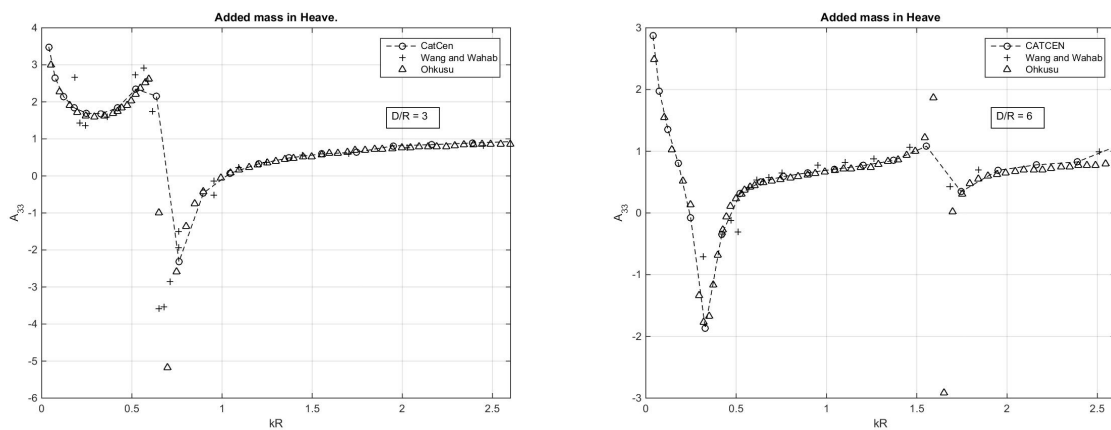 Added mass in Heave.
4
3
2
1
0
-1
-2
-3
-4
-5
-6
A33
CatCen
Wang and Wahab
Ohkusu
D/R = 3
0
0.5
1
1.5
2
2.5
kR
Added mass in Heave
3
2
1
0
-1
-2
-3
A33
CATCEN
Wang and Wahab
Ohkusu
D/R = 6
0
0.5
1
1.5
2
2.5
kR